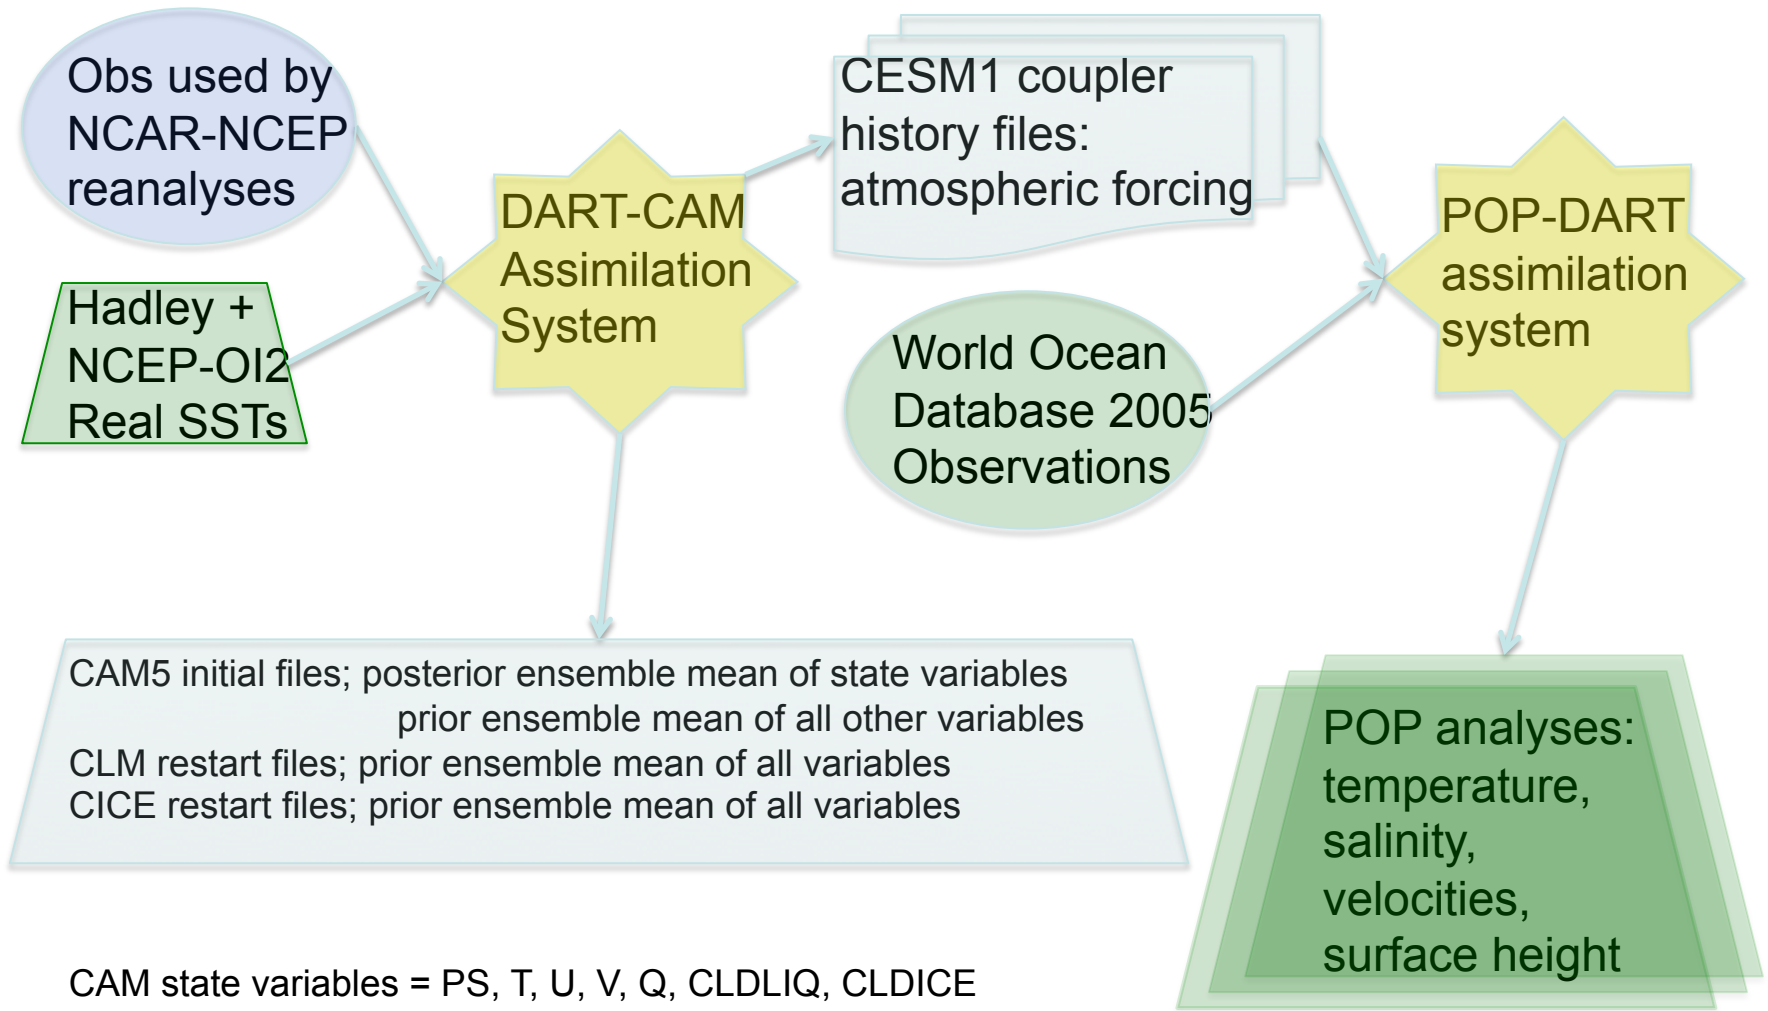 Obs used by
NCAR-NCEP
reanalyses
Hadley +
NCEP-OI2
Real SSTs
DART-CAM
Assimilation
System
CESM1 coupler
history files:
atmospheric forcing
World Ocean
Database 2005
Observations
POP-DART
assimilation
system
CAM5 initial files; posterior ensemble mean of state variables
prior ensemble mean of all other variables
CLM restart files; prior ensemble mean of all variables
CICE restart files; prior ensemble mean of all variables
POP analyses:
temperature,
salinity,
velocities,
surface height
CAM state variables = PS, T, U, V, Q, CLDLIQ, CLDICE